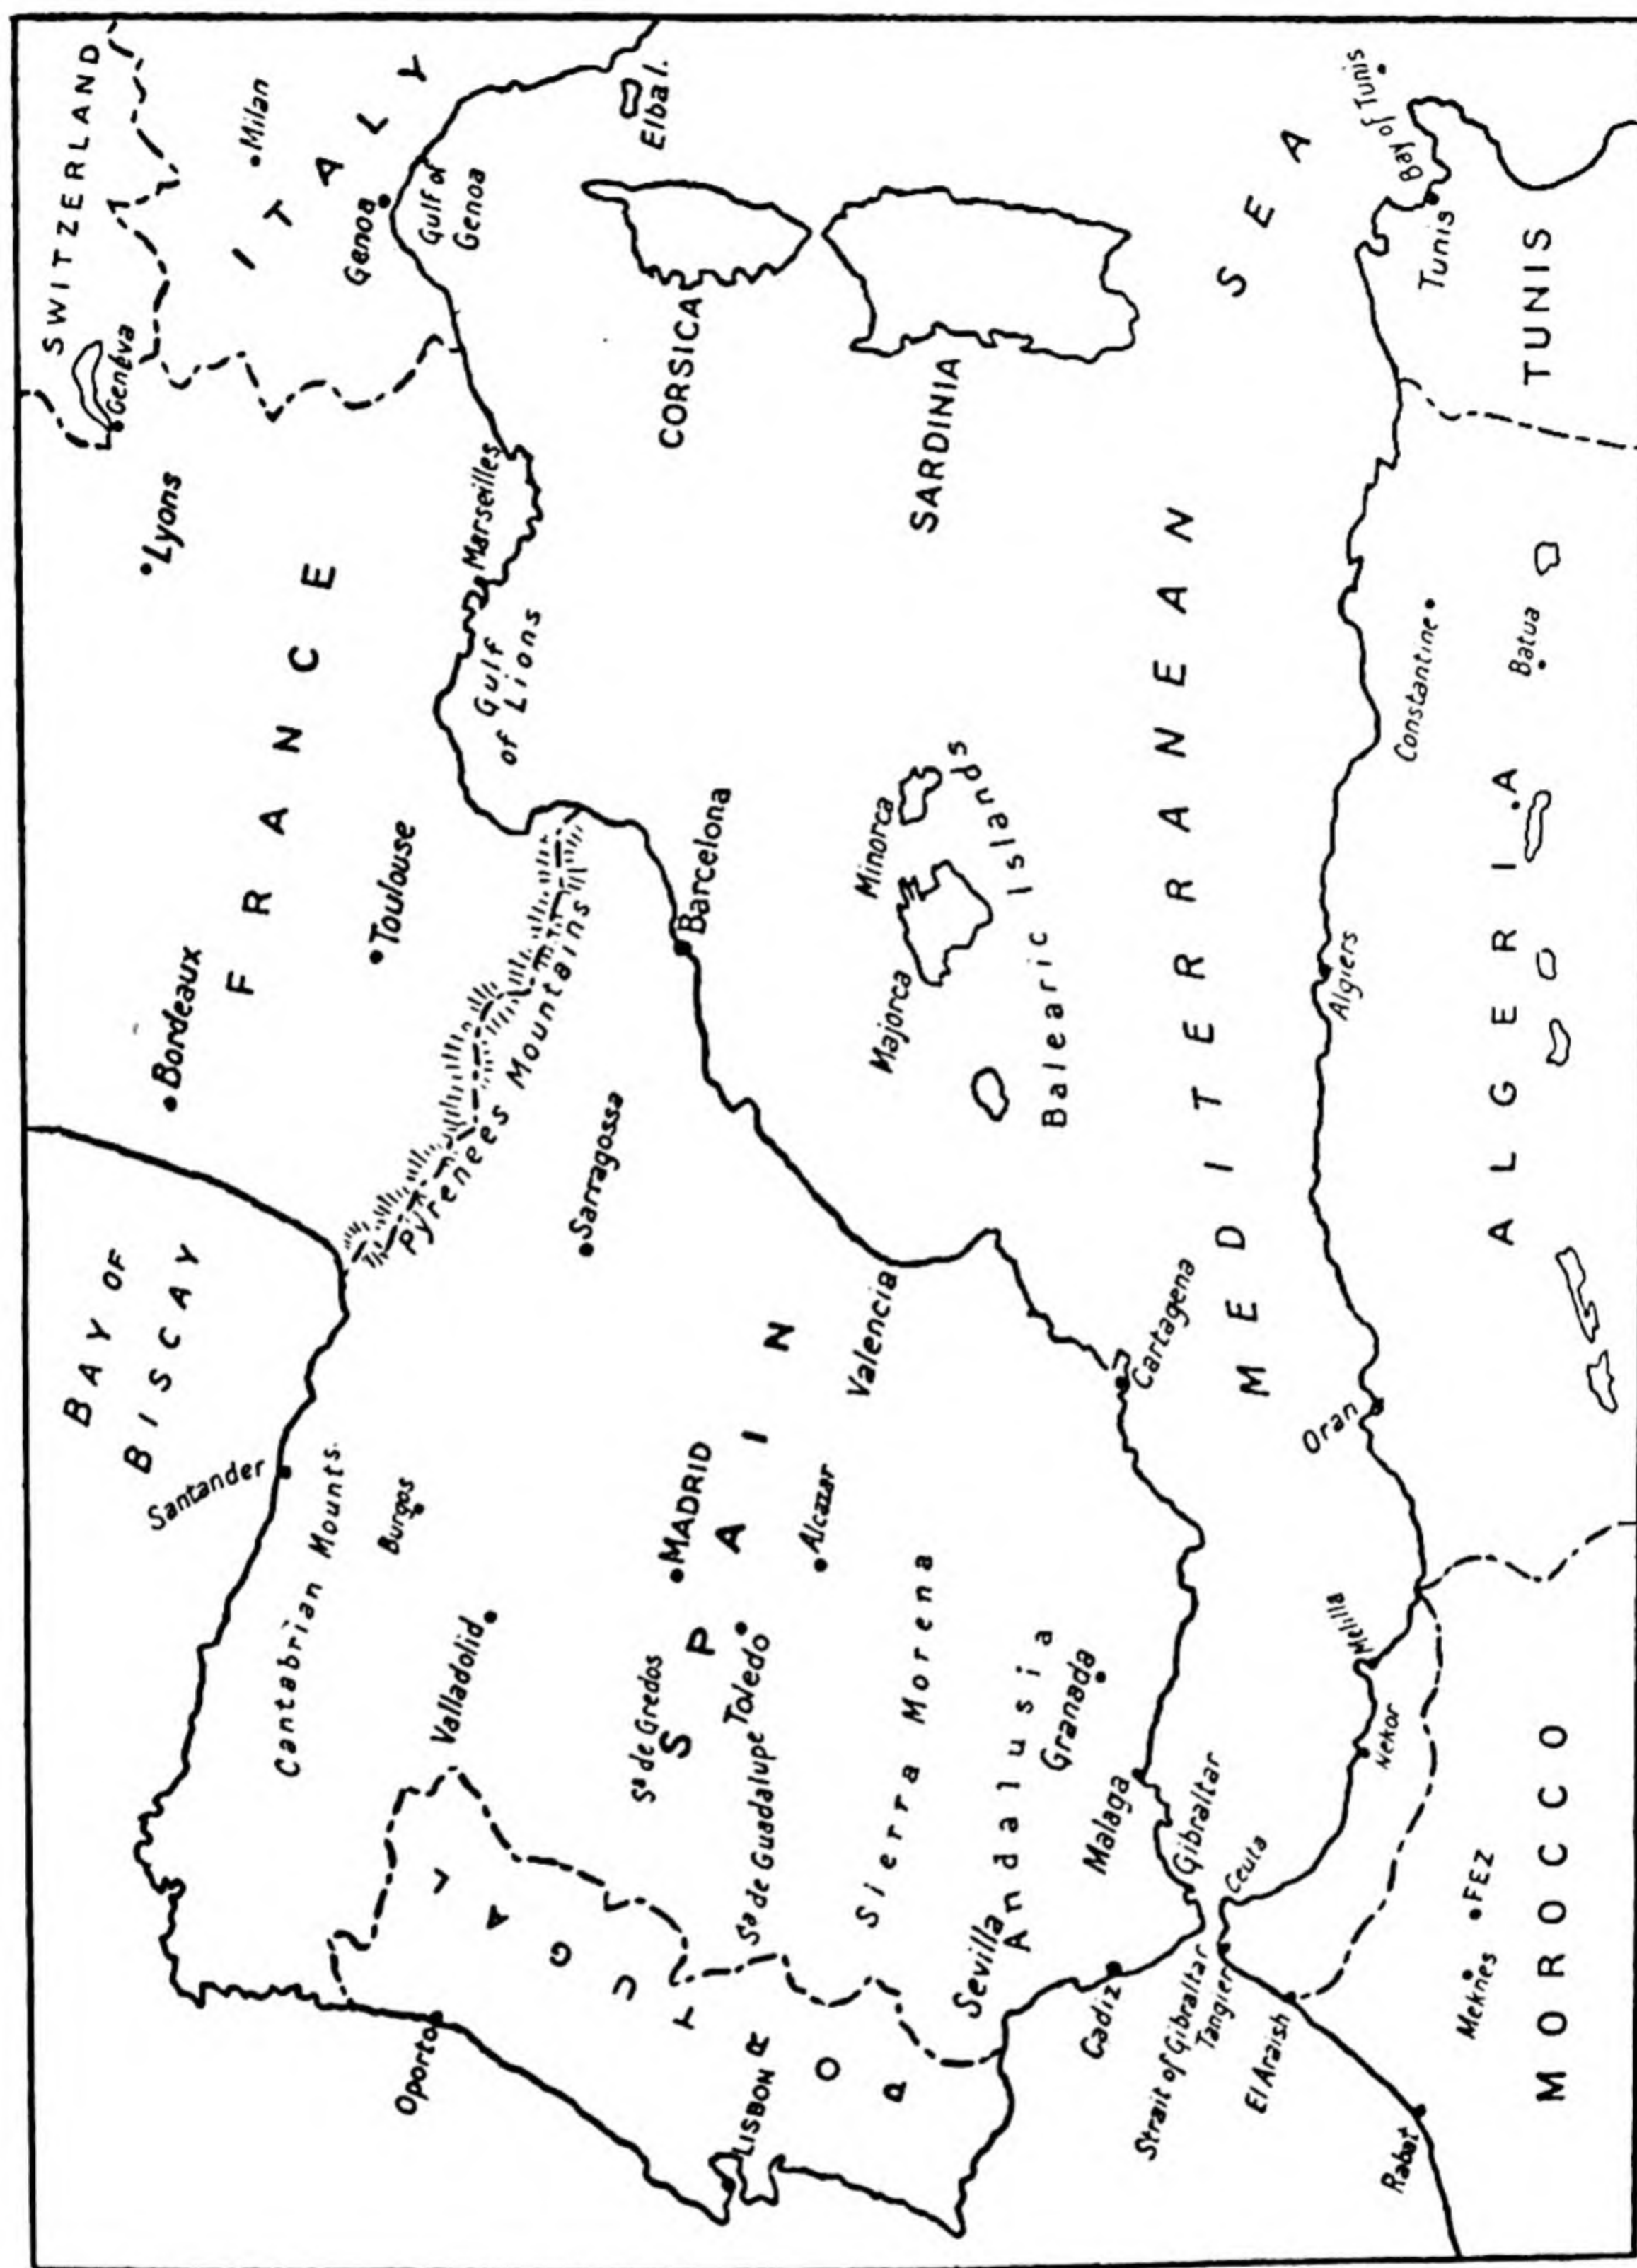 SWITZERLAND
Geneva
Milan
ITALY
Genoa
Gulf of
Genoa
Elba I.
Lyons
FRANCE
Bordeaux
Toulouse
Marseilles
Gulf
of Lions
BAY OF
BISCAY
Santander
Cantabrian Mounts.
Burgos
Pyrenees Mountains
Valladolid
Sarragossa
Barcelona
CORSICA
SARDINIA
Oporto
PORTUGAL
LISBON
Sa de Gredos
MADRID
SPAIN
Toledo
Sa de Guadalupe
Alcazar
Valencia
Minorca
Majorca
Balearic Islands
Sierra Morena
Sevilla
Andalusia
Granada
Cartagena
Malaga
Cadiz
Gibraltar
Strait of Gibraltar
MEDITERRANEAN SEA
Tangier
Ceuta
El Araish
Nekor
Melilla
Oran
Algiers
Constantine
Batua
Bay of Tunis
Tunis
TUNIS
ALGERIA
Rabat
Meknes
FEZ
MOROCCO